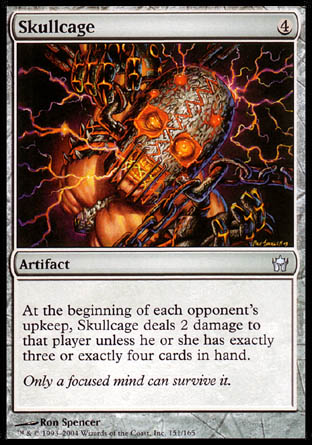 Skullcage 4
Artifact
At the beginning of each opponent's
upkeep, Skullcage deals 2 damage to
that player unless he or she has exactly
three or exactly four cards in hand.
Only a focused mind can survive it.
Ron Spencer
™ & © 1993–2004 Wizards of the Coast, Inc. 151/165